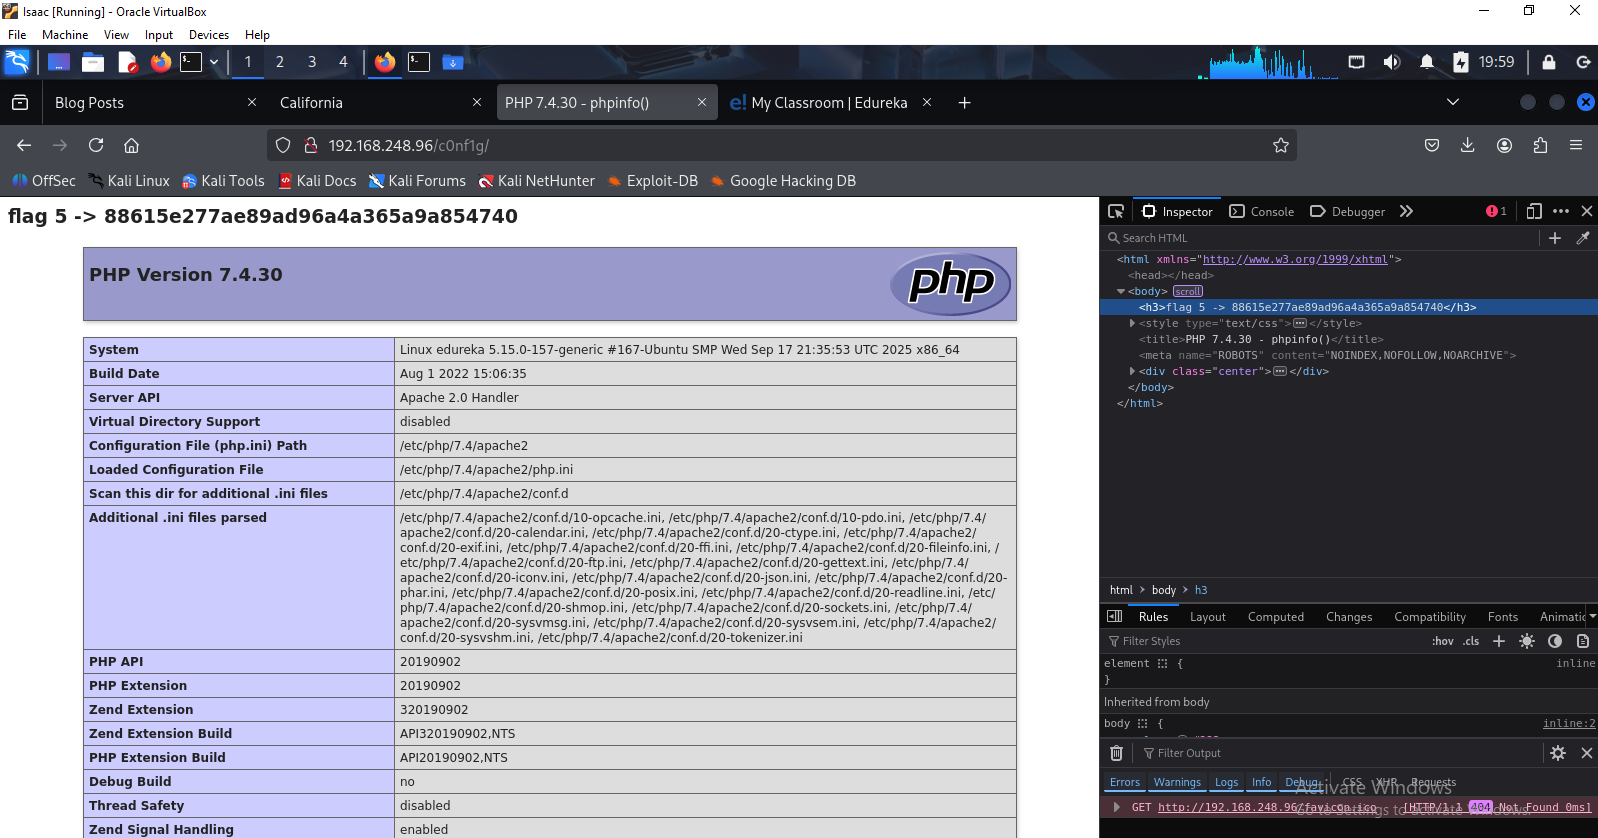 Isaac [Running] - Oracle VirtualBox
File Machine View Input Devices Help
1 2 3 4 19:59
Blog Posts California PHP 7.4.30 - phpinfo() e! My Classroom | Edureka
192.168.248.96/c0nf1g/
OffSec Kali Linux Kali Tools Kali Docs Kali Forums Kali NetHunter Exploit-DB Google Hacking DB
flag 5 -> 88615e277ae89ad96a4a365a9a854740
PHP Version 7.4.30
php
System Linux edureka 5.15.0-157-generic #167-Ubuntu SMP Wed Sep 17 21:35:53 UTC 2025 x86_64
Build Date Aug 1 2022 15:06:35
Server API Apache 2.0 Handler
Virtual Directory Support disabled
Configuration File (php.ini) Path /etc/php/7.4/apache2
Loaded Configuration File /etc/php/7.4/apache2/php.ini
Scan this dir for additional .ini files /etc/php/7.4/apache2/conf.d
Additional .ini files parsed /etc/php/7.4/apache2/conf.d/10-opcache.ini, /etc/php/7.4/apache2/conf.d/10-pdo.ini, /etc/php/7.4/
apache2/conf.d/20-calendar.ini, /etc/php/7.4/apache2/conf.d/20-ctype.ini, /etc/php/7.4/apache2/
conf.d/20-exif.ini, /etc/php/7.4/apache2/conf.d/20-ffi.ini, /etc/php/7.4/apache2/conf.d/20-fileinfo.ini, /
etc/php/7.4/apache2/conf.d/20-ftp.ini, /etc/php/7.4/apache2/conf.d/20-gettext.ini, /etc/php/7.4/
apache2/conf.d/20-iconv.ini, /etc/php/7.4/apache2/conf.d/20-json.ini, /etc/php/7.4/apache2/conf.d/20-
phar.ini, /etc/php/7.4/apache2/conf.d/20-posix.ini, /etc/php/7.4/apache2/conf.d/20-readline.ini, /etc/
php/7.4/apache2/conf.d/20-shmop.ini, /etc/php/7.4/apache2/conf.d/20-sockets.ini, /etc/php/7.4/
apache2/conf.d/20-sysvmsg.ini, /etc/php/7.4/apache2/conf.d/20-sysvsem.ini, /etc/php/7.4/apache2/
conf.d/20-sysvshm.ini, /etc/php/7.4/apache2/conf.d/20-tokenizer.ini
PHP API 20190902
PHP Extension 20190902
Zend Extension 320190902
Zend Extension Build API320190902,NTS
PHP Extension Build API20190902,NTS
Debug Build no
Thread Safety disabled
Zend Signal Handling enabled
Inspector Console Debugger 1
Search HTML
<html xmlns="http://www.w3.org/1999/xhtml">
<head></head>
<body> scroll
<h3>flag 5 -> 88615e277ae89ad96a4a365a9a854740</h3>
<style type="text/css"></style>
<title>PHP 7.4.30 - phpinfo()</title>
<meta name="ROBOTS" content="NOINDEX,NOFOLLOW,NOARCHIVE">
<div class="center"></div>
</body>
</html>
html > body > h3
Rules Layout Computed Changes Compatibility Fonts Animatio
Filter Styles :hov .cls
element { inline
}
Inherited from body
body { inline:2
Filter Output
Errors Warnings Logs Info Debug CSS XHR Requests
Activate Windows
GET http://192.168.248.96/favicon.ico [HTTP/1.1 404 Not Found 0ms]
Go to Settings to activate Windows.